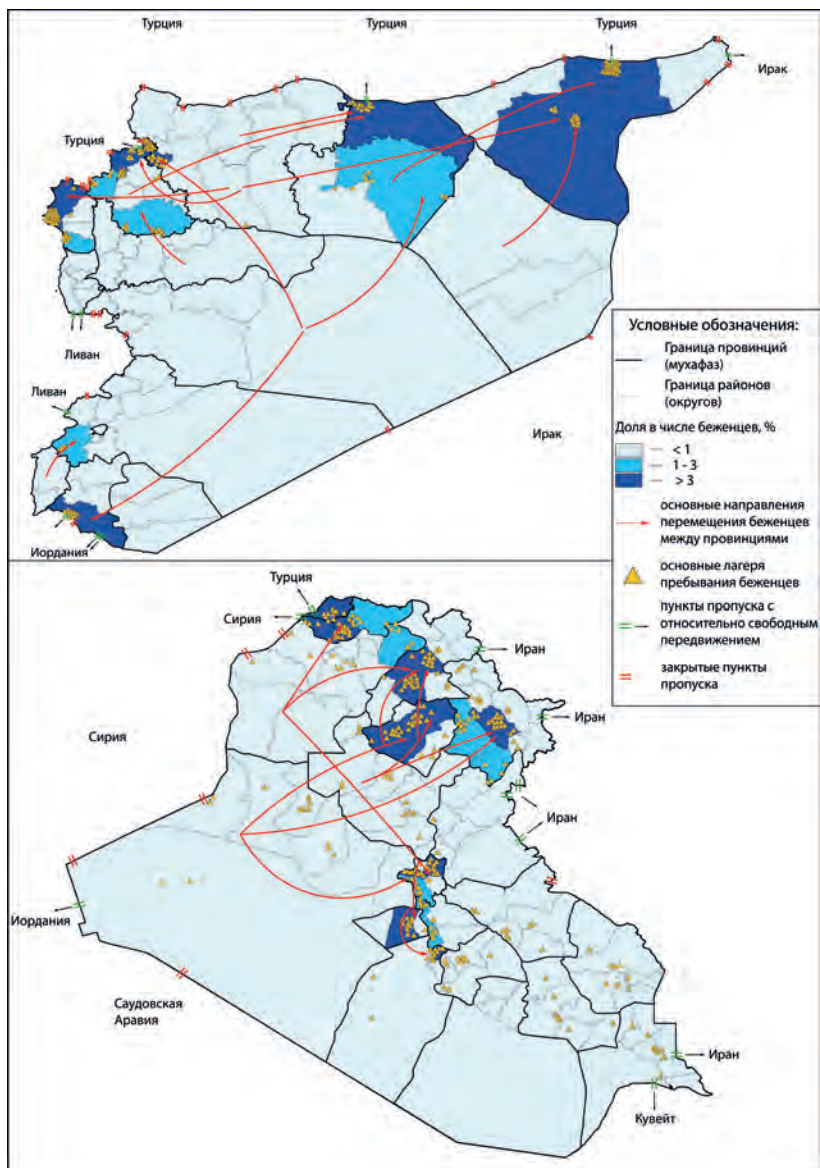 Турция
Турция
Турция
Ирак
Турция
Ливан
Ливан
Ирак
Иордания
Условные обозначения:
Граница провинций
(мухафаз)
Граница районов
(округов)
Доля в числе беженцев, %
< 1
1 - 3
> 3
основные направления
перемещения беженцев
между провинциями
основные лагеря
пребывания беженцев
пункты пропуска с
относительно свободным
передвижением
закрытые пункты
пропуска
Турция
Сирия
Иран
Иран
Сирия
Иран
Иран
Иордания
Саудовская
Аравия
Иран
Кувейт